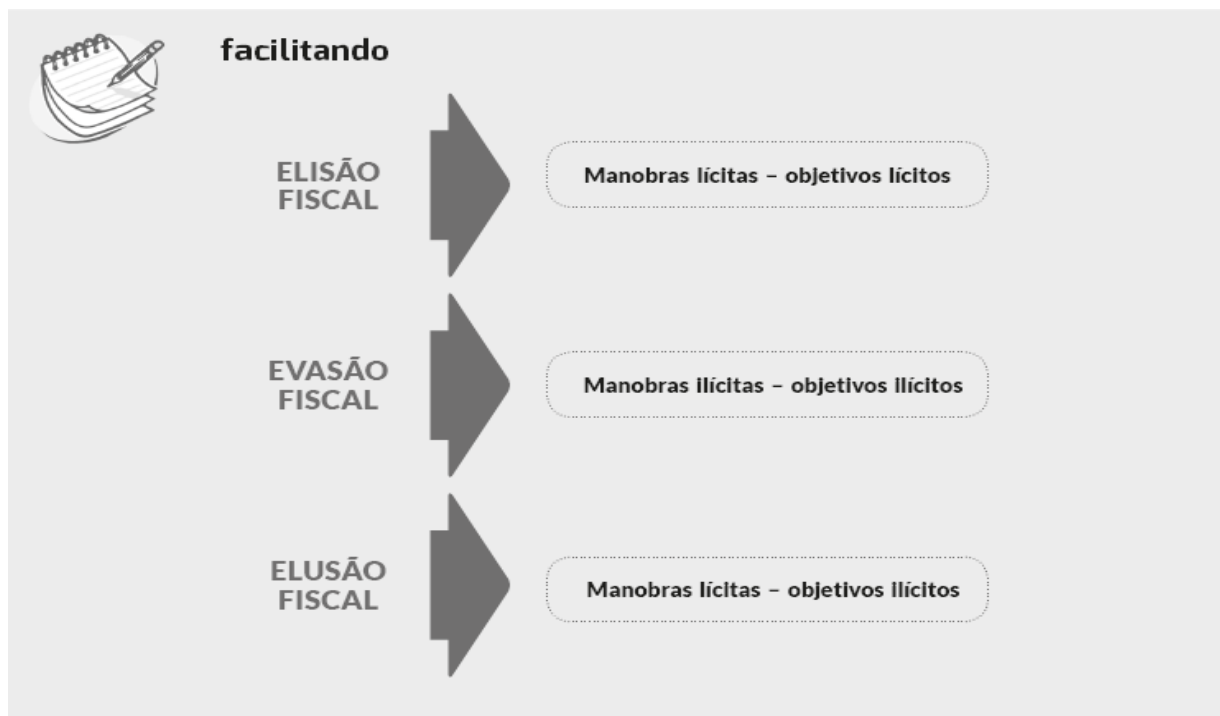 facilitando
ELISÃO
FISCAL
Manobras lícitas – objetivos lícitos
EVASÃO
FISCAL
Manobras ilícitas – objetivos ilícitos
ELUSÃO
FISCAL
Manobras lícitas – objetivos ilícitos